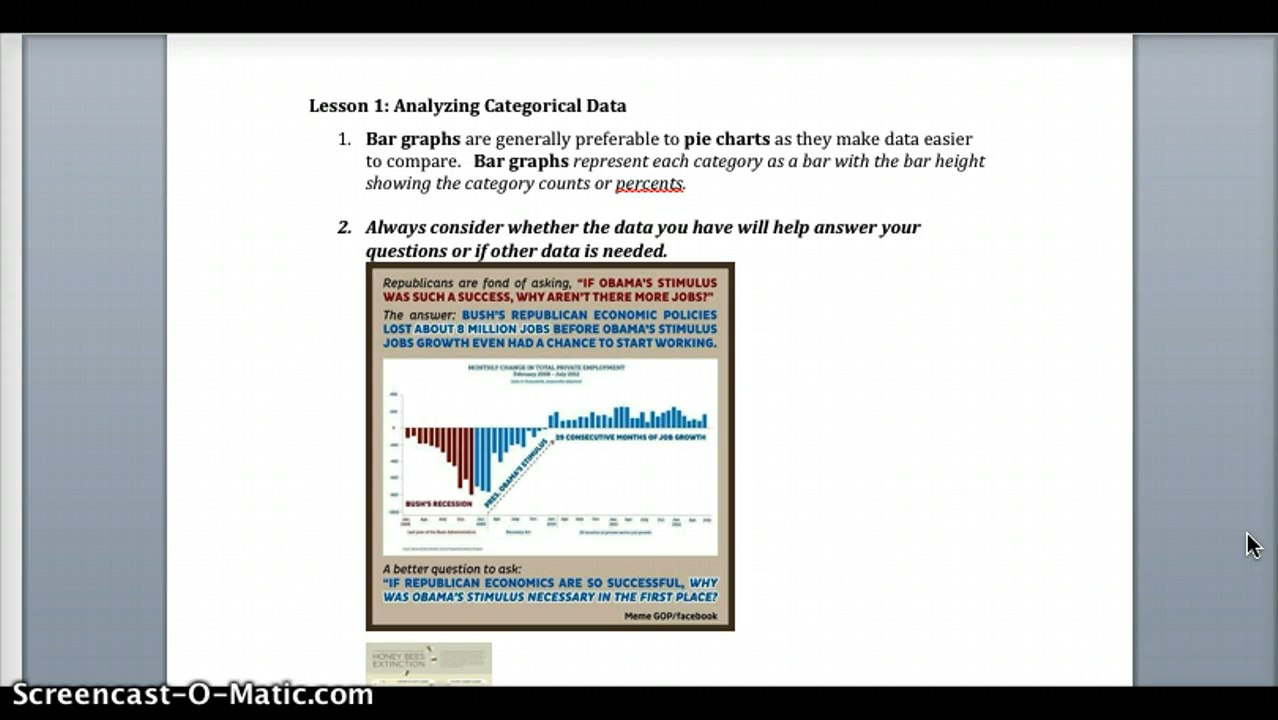 Lesson 1: Analyzing Categorical Data
1. Bar graphs are generally preferable to pie charts as they make data easier
to compare. Bar graphs represent each category as a bar with the bar height
showing the category counts or percents.
2. Always consider whether the data you have will help answer your
questions or if other data is needed.
Republicans are fond of asking, "IF OBAMA'S STIMULUS
WAS SUCH A SUCCESS, WHY AREN'T THERE MORE JOBS?"
The answer: BUSH'S REPUBLICAN ECONOMIC POLICIES
LOST ABOUT 8 MILLION JOBS BEFORE OBAMA'S STIMULUS
JOBS GROWTH EVEN HAD A CHANCE TO START WORKING.
MONTHLY CHANGE IN TOTAL PRIVATE EMPLOYMENT
February 2008 - July 2012
29 CONSECUTIVE MONTHS OF JOB GROWTH
PRES. OBAMA'S STIMULUS
BUSH'S RECESSION
A better question to ask:
"IF REPUBLICAN ECONOMICS ARE SO SUCCESSFUL, WHY
WAS OBAMA'S STIMULUS NECESSARY IN THE FIRST PLACE?
Meme GOP/facebook
HONEY BEES
EXTINCTION
Screencast-O-Matic.com